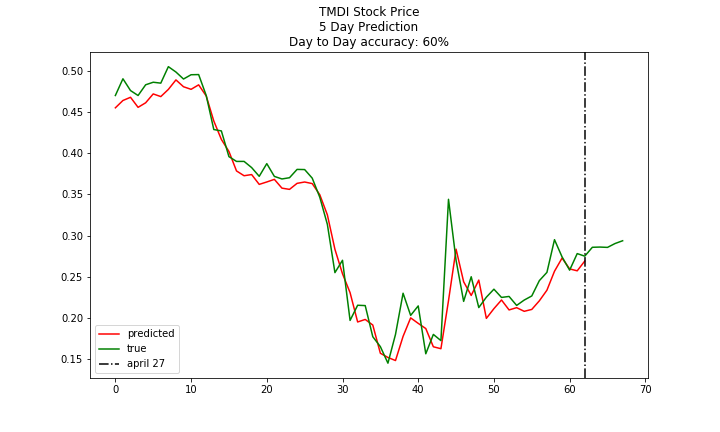 TMDI Stock Price
5 Day Prediction
Day to Day accuracy: 60%
0.50
0.45
0.40
0.35
0.30
0.25
0.20
0.15
predicted
true
april 27
0 10 20 30 40 50 60 70